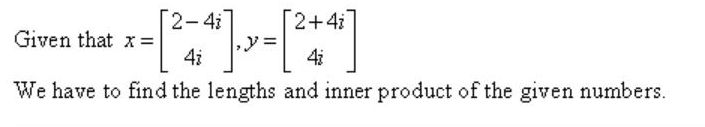 Given that x = [2 − 4i 4i], y = [2 + 4i 4i]
We have to find the lengths and inner product of the given numbers.